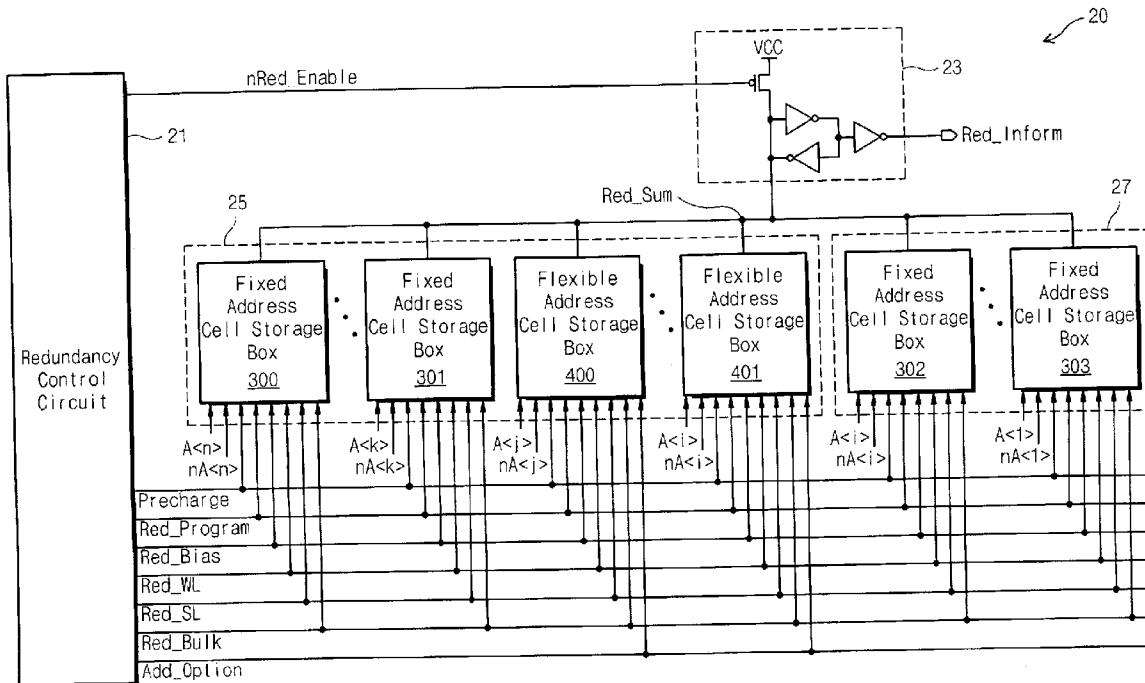 20
VCC
23
nRed_Enable
21
Red_Inform
Red_Sum
25
27
Fixed
Address
Cell Storage
Box
300
Fixed
Address
Cell Storage
Box
301
Flexible
Address
Cell Storage
Box
400
Flexible
Address
Cell Storage
Box
401
Fixed
Address
Cell Storage
Box
302
Fixed
Address
Cell Storage
Box
303
Redundancy
Control
Circuit
A<n>
nA<n>
A<k>
nA<k>
A<j>
nA<j>
A<i>
nA<i>
A<i>
nA<i>
A<1>
nA<1>
Precharge
Red_Program
Red_Bias
Red_WL
Red_SL
Red_Bulk
Add_Option